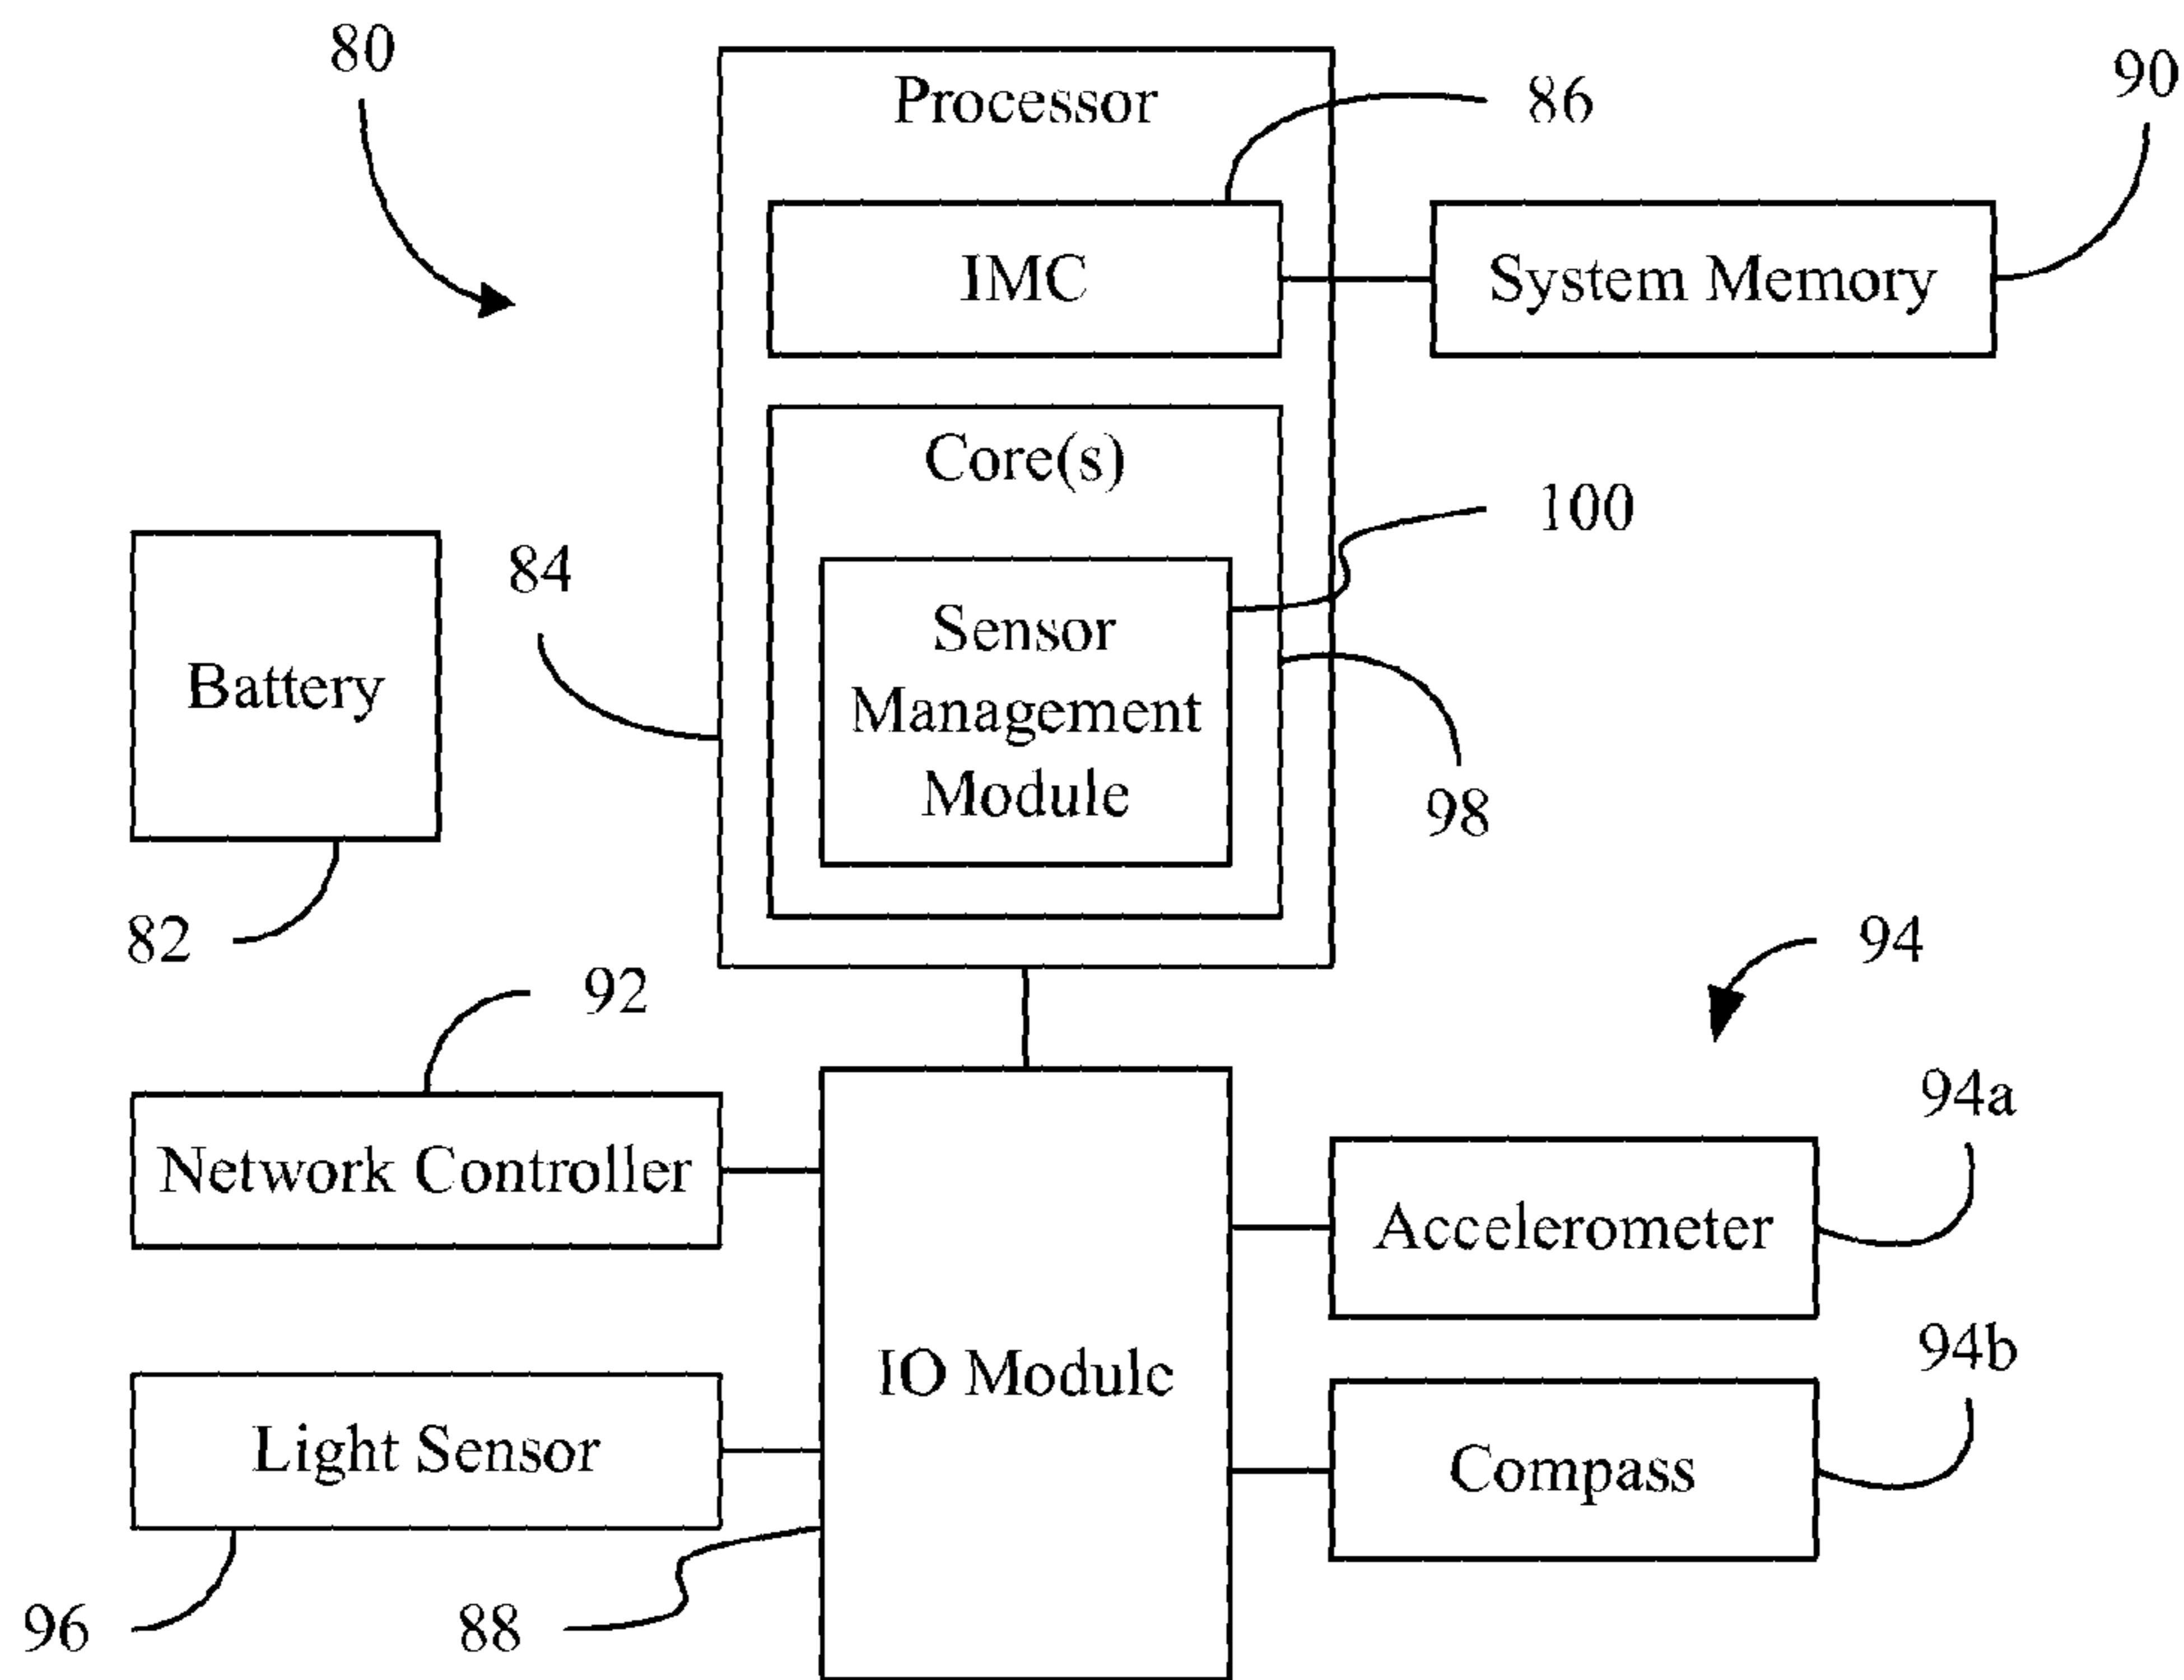 80
Processor
86
90
IMC
System Memory
Core(s)
100
84
Sensor
Management
Module
Battery
98
82
94
92
94a
Network Controller
Accelerometer
94b
IO Module
Light Sensor
Compass
96
88